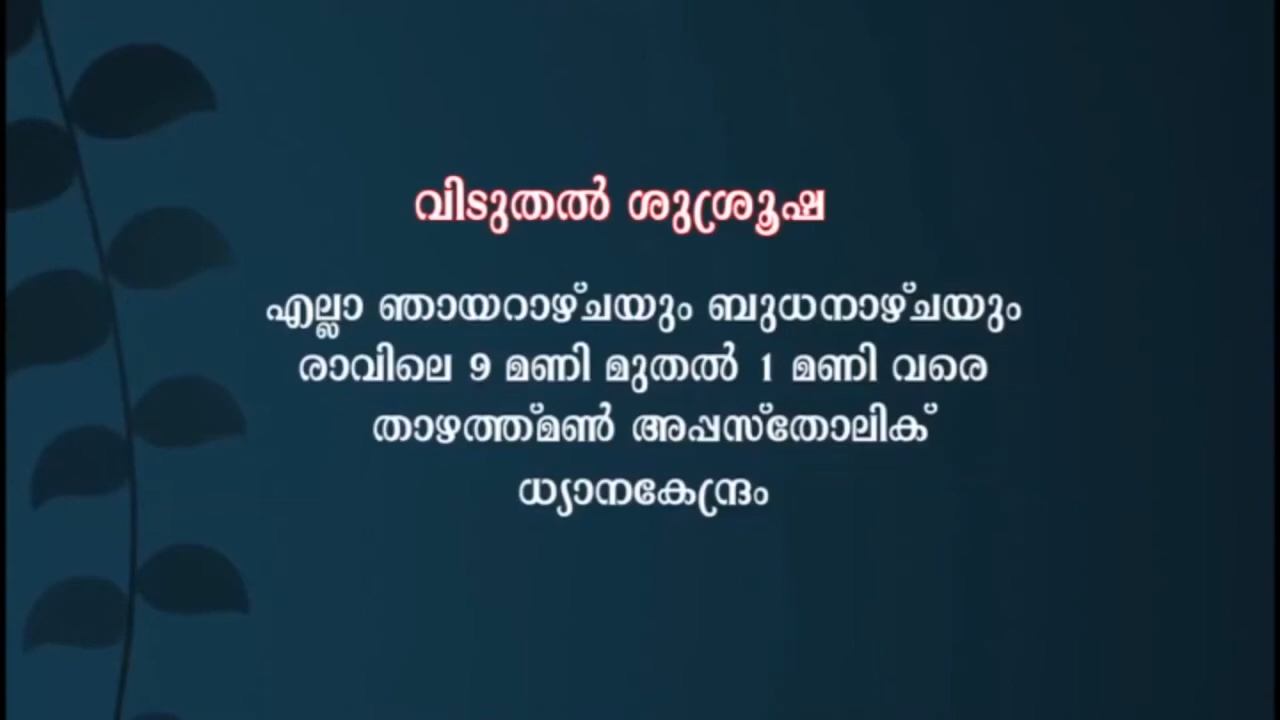 വിടുതൽ ശുശ്രൂഷ
എല്ലാ ഞായറാഴ്ചയും ബുധനാഴ്ചയും
രാവിലെ 9 മണി മുതൽ 1 മണി വരെ
താഴത്ത്മൺ അപ്പസ്തോലിക്
ധ്യാനകേന്ദ്രം